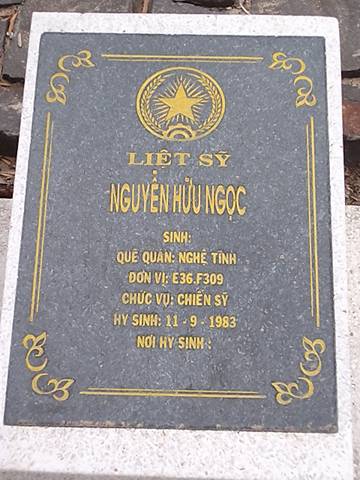 LIỆT SỸ
NGUYỄN HỮU NGỌC
SINH:
QUÊ QUÁN: NGHỆ TĨNH
ĐƠN VỊ: E36.F309
CHỨC VỤ: CHIẾN SỸ
HY SINH: 11 - 9 - 1983
NƠI HY SINH :